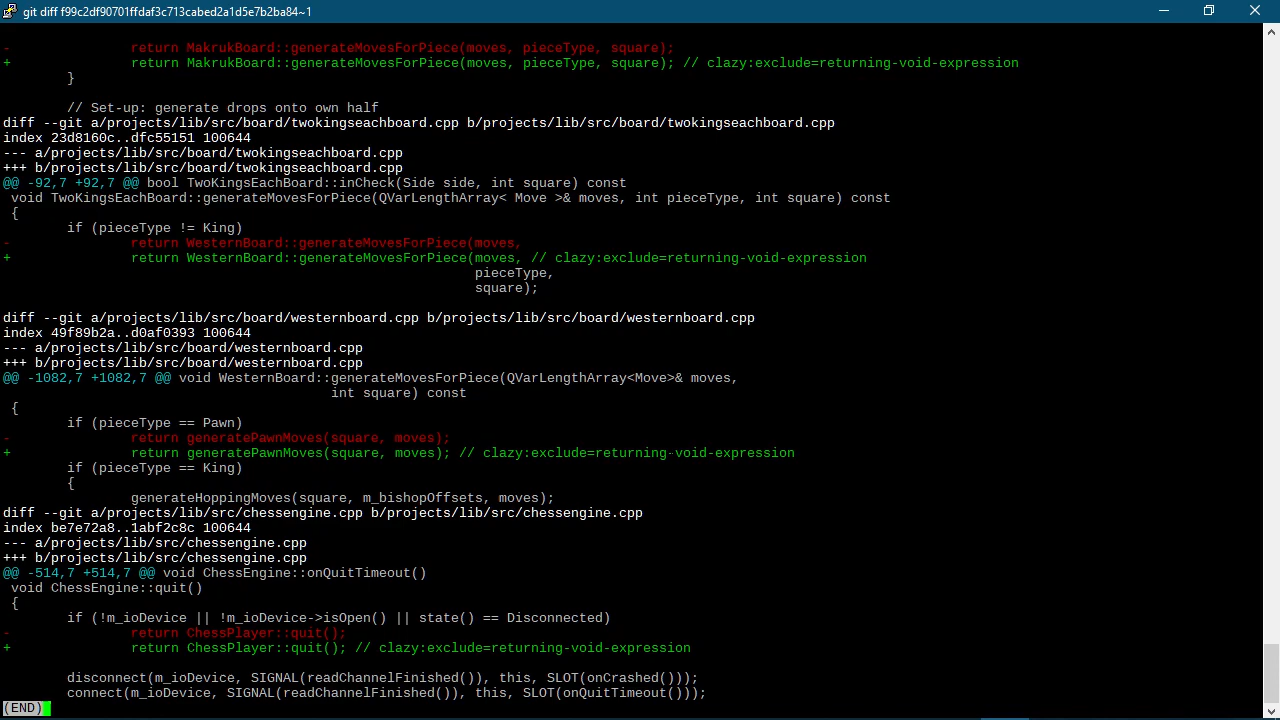 git diff f99c2df90701ffdaf3c713cabed2a1d5e7b2ba84~1
-		return MakrukBoard::generateMovesForPiece(moves, pieceType, square);
+		return MakrukBoard::generateMovesForPiece(moves, pieceType, square); // clazy:exclude=returning-void-expression
 	}
 	// Set-up: generate drops onto own half
diff --git a/projects/lib/src/board/twokingseachboard.cpp b/projects/lib/src/board/twokingseachboard.cpp
index 23d8160c..dfc55151 100644
--- a/projects/lib/src/board/twokingseachboard.cpp
+++ b/projects/lib/src/board/twokingseachboard.cpp
@@ -92,7 +92,7 @@ bool TwoKingsEachBoard::inCheck(Side side, int square) const
 void TwoKingsEachBoard::generateMovesForPiece(QVarLengthArray< Move >& moves, int pieceType, int square) const
 {
 	if (pieceType != King)
-		return WesternBoard::generateMovesForPiece(moves,
+		return WesternBoard::generateMovesForPiece(moves, // clazy:exclude=returning-void-expression
 							   pieceType,
 							   square);
diff --git a/projects/lib/src/board/westernboard.cpp b/projects/lib/src/board/westernboard.cpp
index 49f89b2a..d0af0393 100644
--- a/projects/lib/src/board/westernboard.cpp
+++ b/projects/lib/src/board/westernboard.cpp
@@ -1082,7 +1082,7 @@ void WesternBoard::generateMovesForPiece(QVarLengthArray<Move>& moves,
 					 int square) const
 {
 	if (pieceType == Pawn)
-		return generatePawnMoves(square, moves);
+		return generatePawnMoves(square, moves); // clazy:exclude=returning-void-expression
 	if (pieceType == King)
 	{
 		generateHoppingMoves(square, m_bishopOffsets, moves);
diff --git a/projects/lib/src/chessengine.cpp b/projects/lib/src/chessengine.cpp
index be7e72a8..1abf2c8c 100644
--- a/projects/lib/src/chessengine.cpp
+++ b/projects/lib/src/chessengine.cpp
@@ -514,7 +514,7 @@ void ChessEngine::onQuitTimeout()
 void ChessEngine::quit()
 {
 	if (!m_ioDevice || !m_ioDevice->isOpen() || state() == Disconnected)
-		return ChessPlayer::quit();
+		return ChessPlayer::quit(); // clazy:exclude=returning-void-expression
 	disconnect(m_ioDevice, SIGNAL(readChannelFinished()), this, SLOT(onCrashed()));
 	connect(m_ioDevice, SIGNAL(readChannelFinished()), this, SLOT(onQuitTimeout()));
(END)